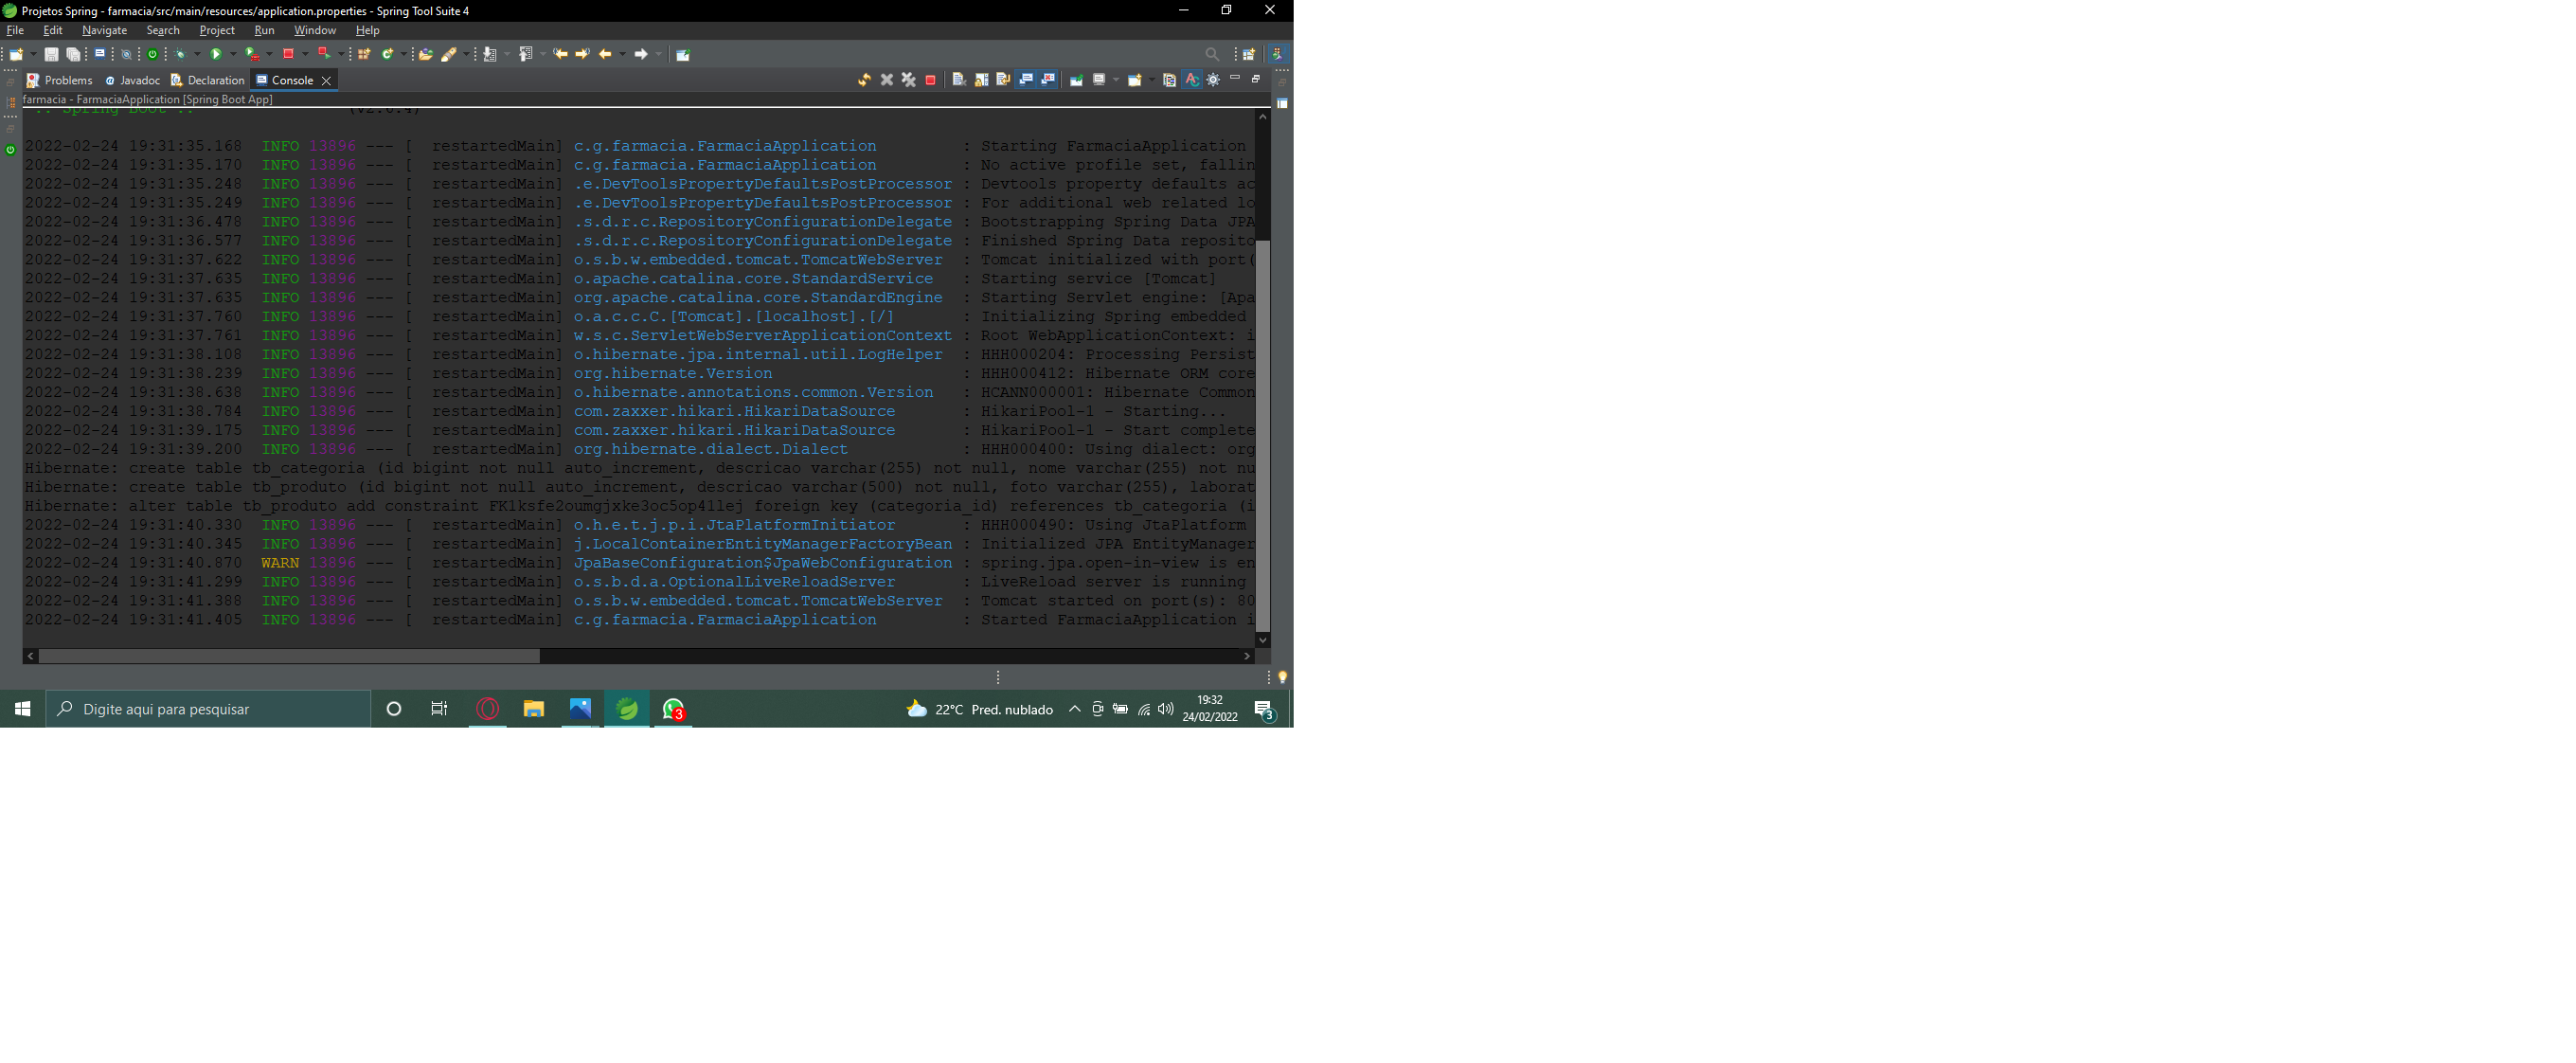 Projetos Spring - farmacia/src/main/resources/application.properties - Spring Tool Suite 4
File Edit Navigate Search Project Run Window Help
Problems Javadoc Declaration Console
farmacia - FarmaciaApplication [Spring Boot App]
:: Spring Boot :: (v2.6.4)
2022-02-24 19:31:35.168 INFO 13896 --- [ restartedMain] c.g.farmacia.FarmaciaApplication : Starting FarmaciaApplication
2022-02-24 19:31:35.170 INFO 13896 --- [ restartedMain] c.g.farmacia.FarmaciaApplication : No active profile set, fallin
2022-02-24 19:31:35.248 INFO 13896 --- [ restartedMain] .e.DevToolsPropertyDefaultsPostProcessor : Devtools property defaults ac
2022-02-24 19:31:35.249 INFO 13896 --- [ restartedMain] .e.DevToolsPropertyDefaultsPostProcessor : For additional web related lo
2022-02-24 19:31:36.478 INFO 13896 --- [ restartedMain] .s.d.r.c.RepositoryConfigurationDelegate : Bootstrapping Spring Data JPA
2022-02-24 19:31:36.577 INFO 13896 --- [ restartedMain] .s.d.r.c.RepositoryConfigurationDelegate : Finished Spring Data reposito
2022-02-24 19:31:37.622 INFO 13896 --- [ restartedMain] o.s.b.w.embedded.tomcat.TomcatWebServer : Tomcat initialized with port(
2022-02-24 19:31:37.635 INFO 13896 --- [ restartedMain] o.apache.catalina.core.StandardService : Starting service [Tomcat]
2022-02-24 19:31:37.635 INFO 13896 --- [ restartedMain] org.apache.catalina.core.StandardEngine : Starting Servlet engine: [Apa
2022-02-24 19:31:37.760 INFO 13896 --- [ restartedMain] o.a.c.c.C.[Tomcat].[localhost].[/] : Initializing Spring embedded
2022-02-24 19:31:37.761 INFO 13896 --- [ restartedMain] w.s.c.ServletWebServerApplicationContext : Root WebApplicationContext: i
2022-02-24 19:31:38.108 INFO 13896 --- [ restartedMain] o.hibernate.jpa.internal.util.LogHelper : HHH000204: Processing Persist
2022-02-24 19:31:38.239 INFO 13896 --- [ restartedMain] org.hibernate.Version : HHH000412: Hibernate ORM core
2022-02-24 19:31:38.638 INFO 13896 --- [ restartedMain] o.hibernate.annotations.common.Version : HCANN000001: Hibernate Common
2022-02-24 19:31:38.784 INFO 13896 --- [ restartedMain] com.zaxxer.hikari.HikariDataSource : HikariPool-1 - Starting...
2022-02-24 19:31:39.175 INFO 13896 --- [ restartedMain] com.zaxxer.hikari.HikariDataSource : HikariPool-1 - Start complete
2022-02-24 19:31:39.200 INFO 13896 --- [ restartedMain] org.hibernate.dialect.Dialect : HHH000400: Using dialect: org
Hibernate: create table tb_categoria (id bigint not null auto_increment, descricao varchar(255) not null, nome varchar(255) not nu
Hibernate: create table tb_produto (id bigint not null auto_increment, descricao varchar(500) not null, foto varchar(255), laborat
Hibernate: alter table tb_produto add constraint FK1ksfe2oumgjxke3oc5op41lej foreign key (categoria_id) references tb_categoria (i
2022-02-24 19:31:40.330 INFO 13896 --- [ restartedMain] o.h.e.t.j.p.i.JtaPlatformInitiator : HHH000490: Using JtaPlatform
2022-02-24 19:31:40.345 INFO 13896 --- [ restartedMain] j.LocalContainerEntityManagerFactoryBean : Initialized JPA EntityManager
2022-02-24 19:31:40.870 WARN 13896 --- [ restartedMain] JpaBaseConfiguration$JpaWebConfiguration : spring.jpa.open-in-view is en
2022-02-24 19:31:41.299 INFO 13896 --- [ restartedMain] o.s.b.d.a.OptionalLiveReloadServer : LiveReload server is running
2022-02-24 19:31:41.388 INFO 13896 --- [ restartedMain] o.s.b.w.embedded.tomcat.TomcatWebServer : Tomcat started on port(s): 80
2022-02-24 19:31:41.405 INFO 13896 --- [ restartedMain] c.g.farmacia.FarmaciaApplication : Started FarmaciaApplication i
Digite aqui para pesquisar
3
22°C Pred. nublado
19:32
24/02/2022
3